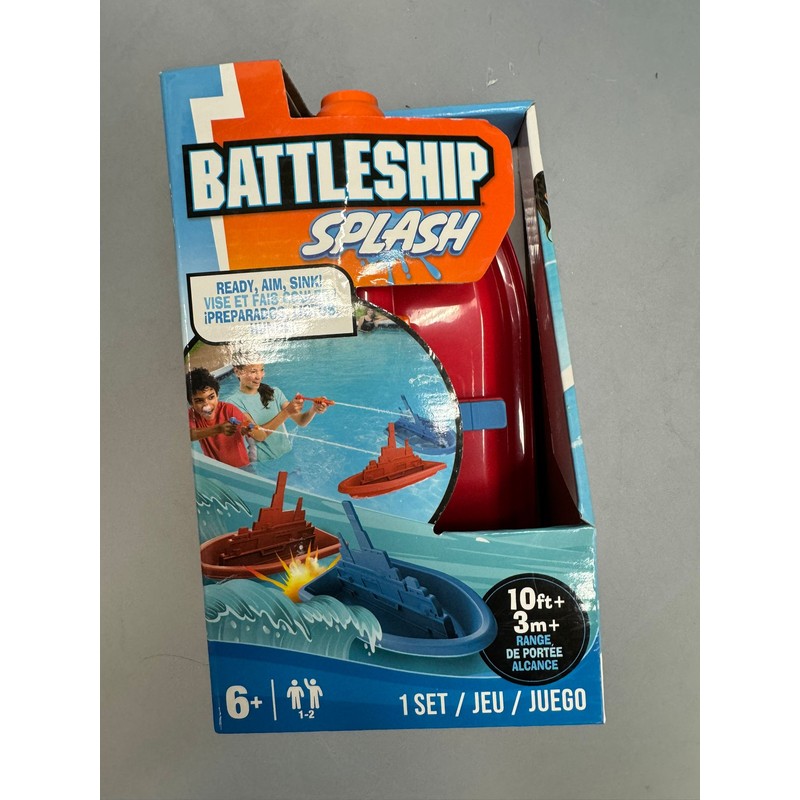 BATTLESHIP
SPLASH
READY, AIM, SINK!
VISE ET FAIS
¡PREPARADOS,
10ft+
3m+
RANGE
DE PORTÉE
ALCANCE
6+
1-2
1 SET / JEU / JUEGO